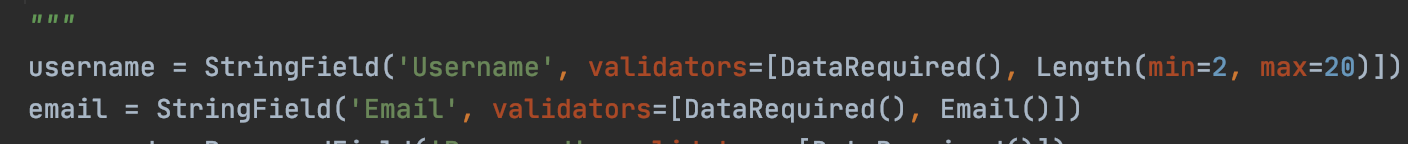 """
username = StringField('Username', validators=[DataRequired(), Length(min=2, max=20)])
email = StringField('Email', validators=[DataRequired(), Email()])